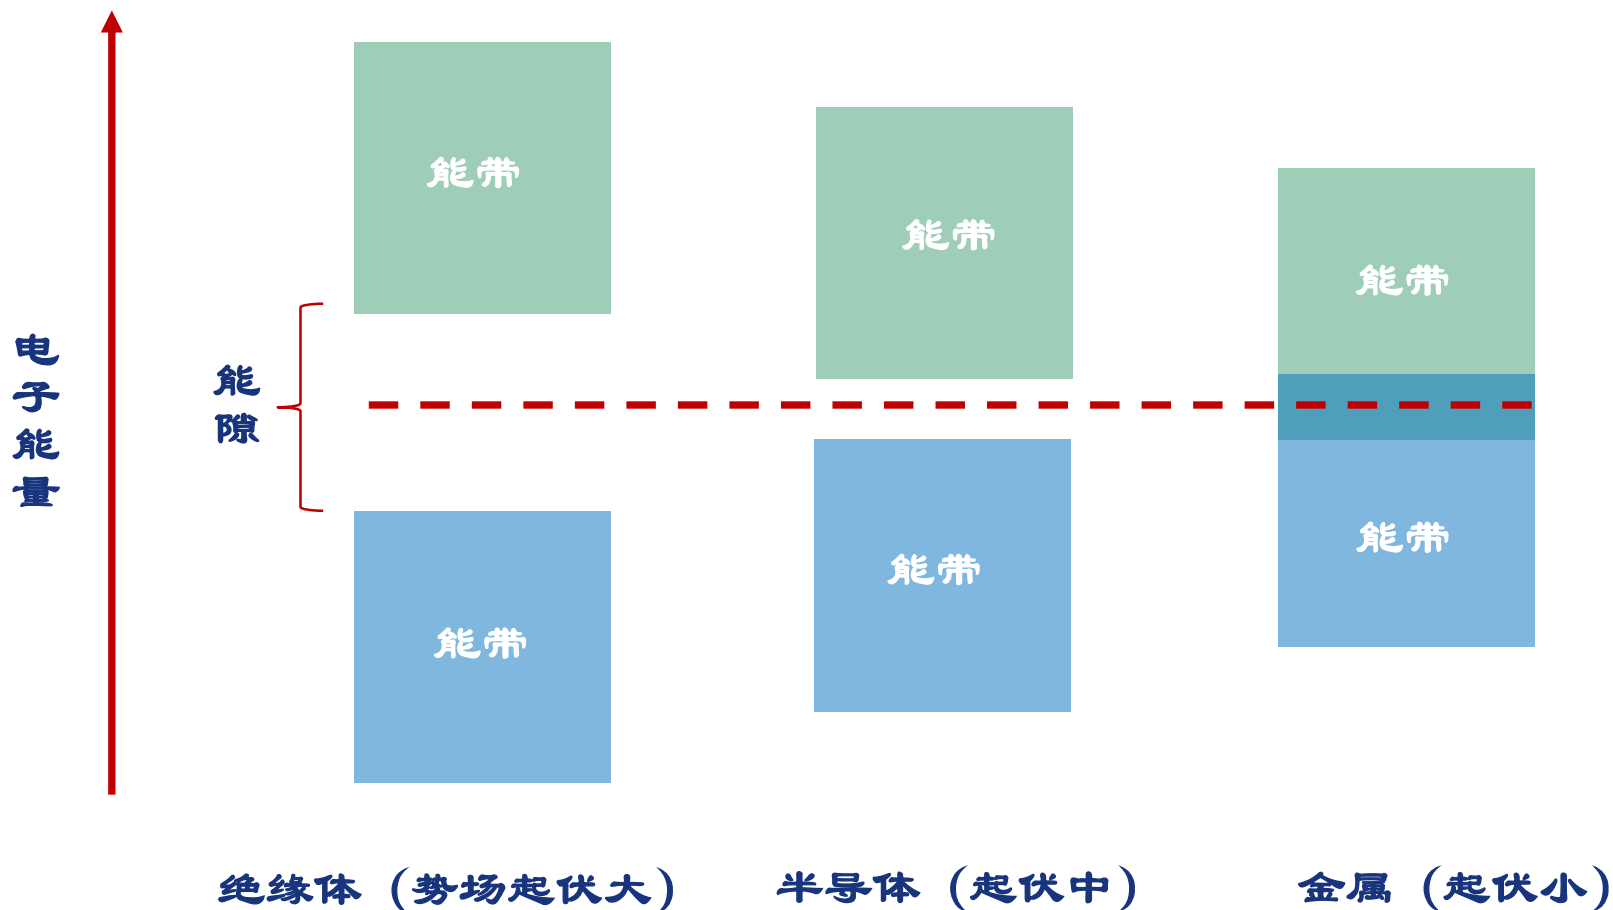 能带
能带
能带
电子能量
能隙
能带
能带
能带
绝缘体（势场起伏大）
半导体（起伏中）
金属（起伏小）